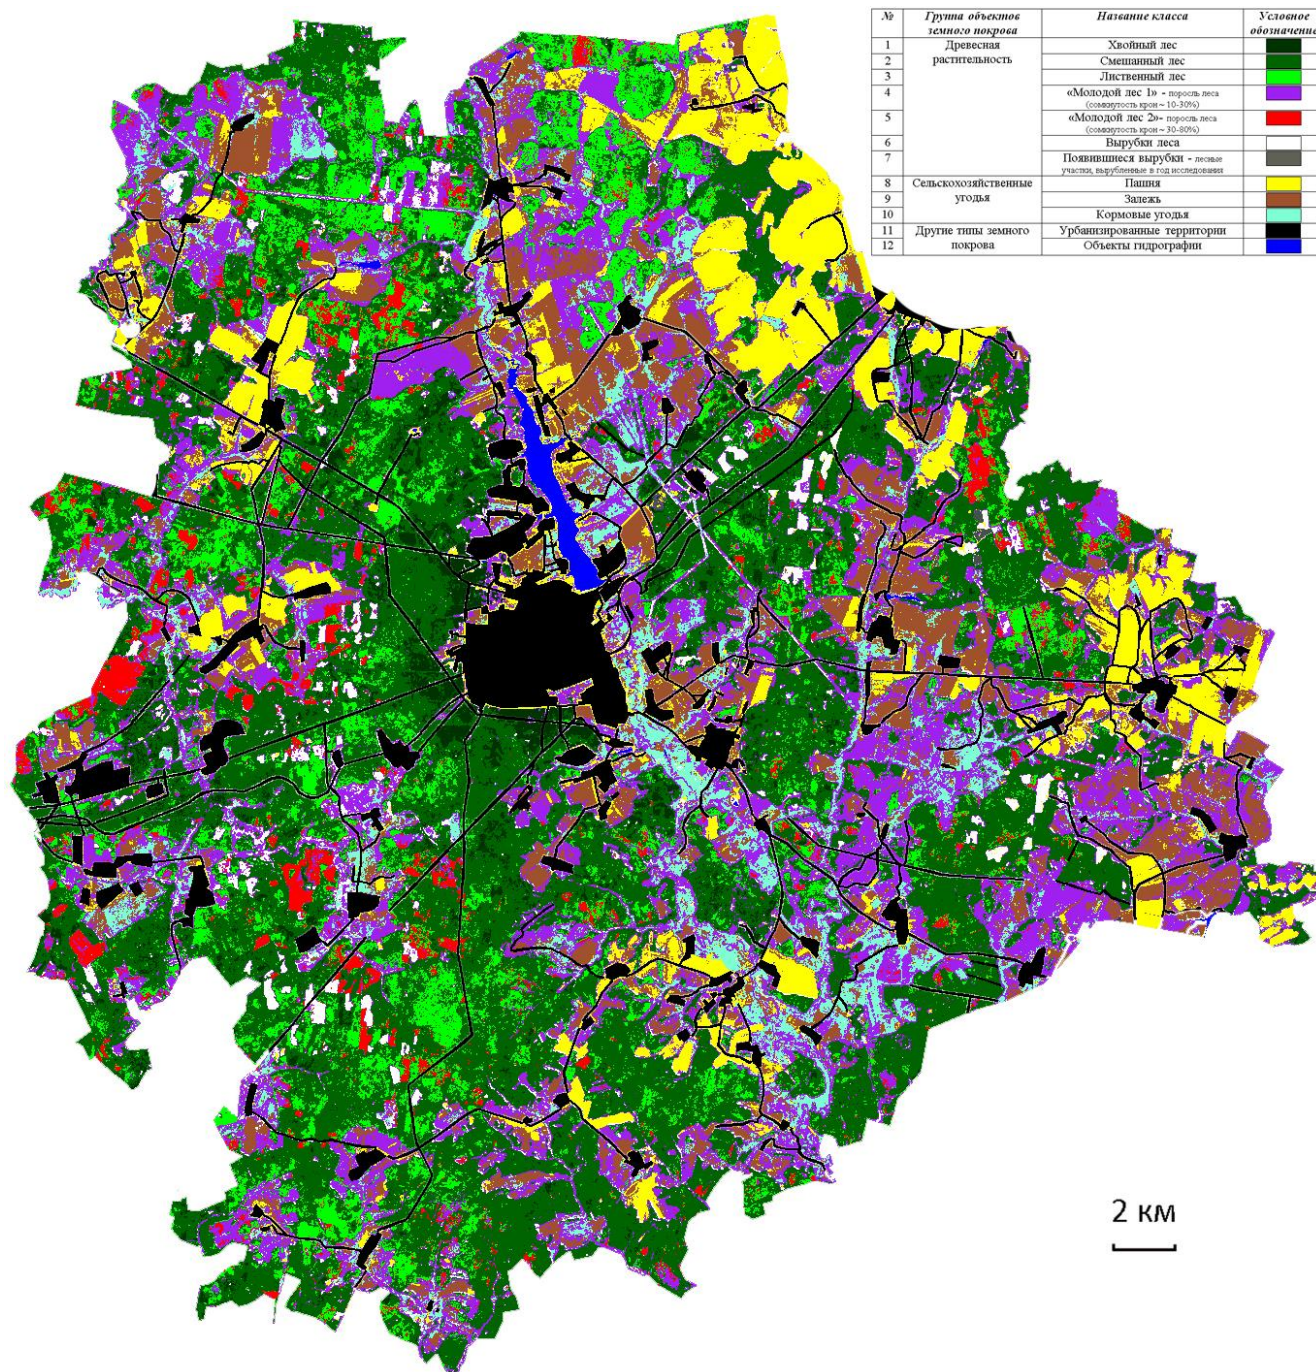 № Группа объектов земного покрова Название класса Условное обозначение
1 Древесная растительность Хвойный лес
2 Смешанный лес
3 Лиственный лес
4 «Молодой лес 1» - поросль леса
(сомкнутость крон ~ 10-30%)
5 «Молодой лес 2»- поросль леса
(сомкнутость крон ~ 30-80%)
6 Вырубки леса
7 Появившиеся вырубки - лесные
участки, вырубленные в год исследования
8 Сельскохозяйственные угодья Пашня
9 Залежь
10 Кормовые угодья
11 Другие типы земного покрова Урбанизированные территории
12 Объекты гидрографии
2 км